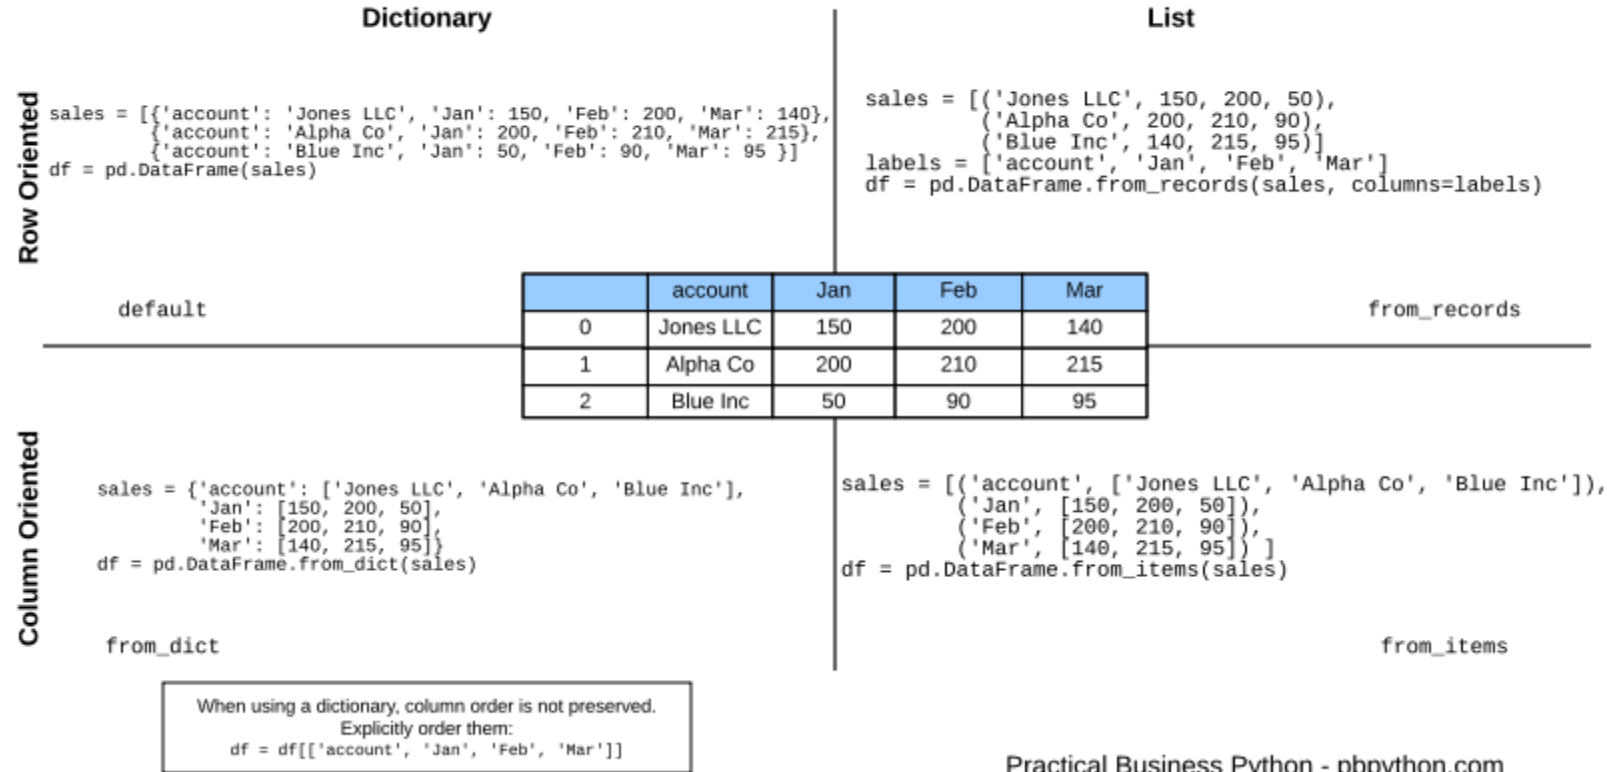 Dictionary
List
Row Oriented
sales = [{'account': 'Jones LLC', 'Jan': 150, 'Feb': 200, 'Mar': 140},
{'account': 'Alpha Co', 'Jan': 200, 'Feb': 210, 'Mar': 215},
{'account': 'Blue Inc', 'Jan': 50, 'Feb': 90, 'Mar': 95 }]
df = pd.DataFrame(sales)
default
sales = [('Jones LLC', 150, 200, 50),
('Alpha Co', 200, 210, 90),
('Blue Inc', 140, 215, 95)]
labels = ['account', 'Jan', 'Feb', 'Mar']
df = pd.DataFrame.from_records(sales, columns=labels)
from_records
account Jan Feb Mar
0 Jones LLC 150 200 140
1 Alpha Co 200 210 215
2 Blue Inc 50 90 95
Column Oriented
sales = {'account': ['Jones LLC', 'Alpha Co', 'Blue Inc'],
'Jan': [150, 200, 50],
'Feb': [200, 210, 90],
'Mar': [140, 215, 95]}
df = pd.DataFrame.from_dict(sales)
from_dict
sales = [('account', ['Jones LLC', 'Alpha Co', 'Blue Inc']),
('Jan', [150, 200, 50]),
('Feb', [200, 210, 90]),
('Mar', [140, 215, 95]) ]
df = pd.DataFrame.from_items(sales)
from_items
When using a dictionary, column order is not preserved.
Explicitly order them:
df = df[['account', 'Jan', 'Feb', 'Mar']]
Practical Business Python - pbpython.com